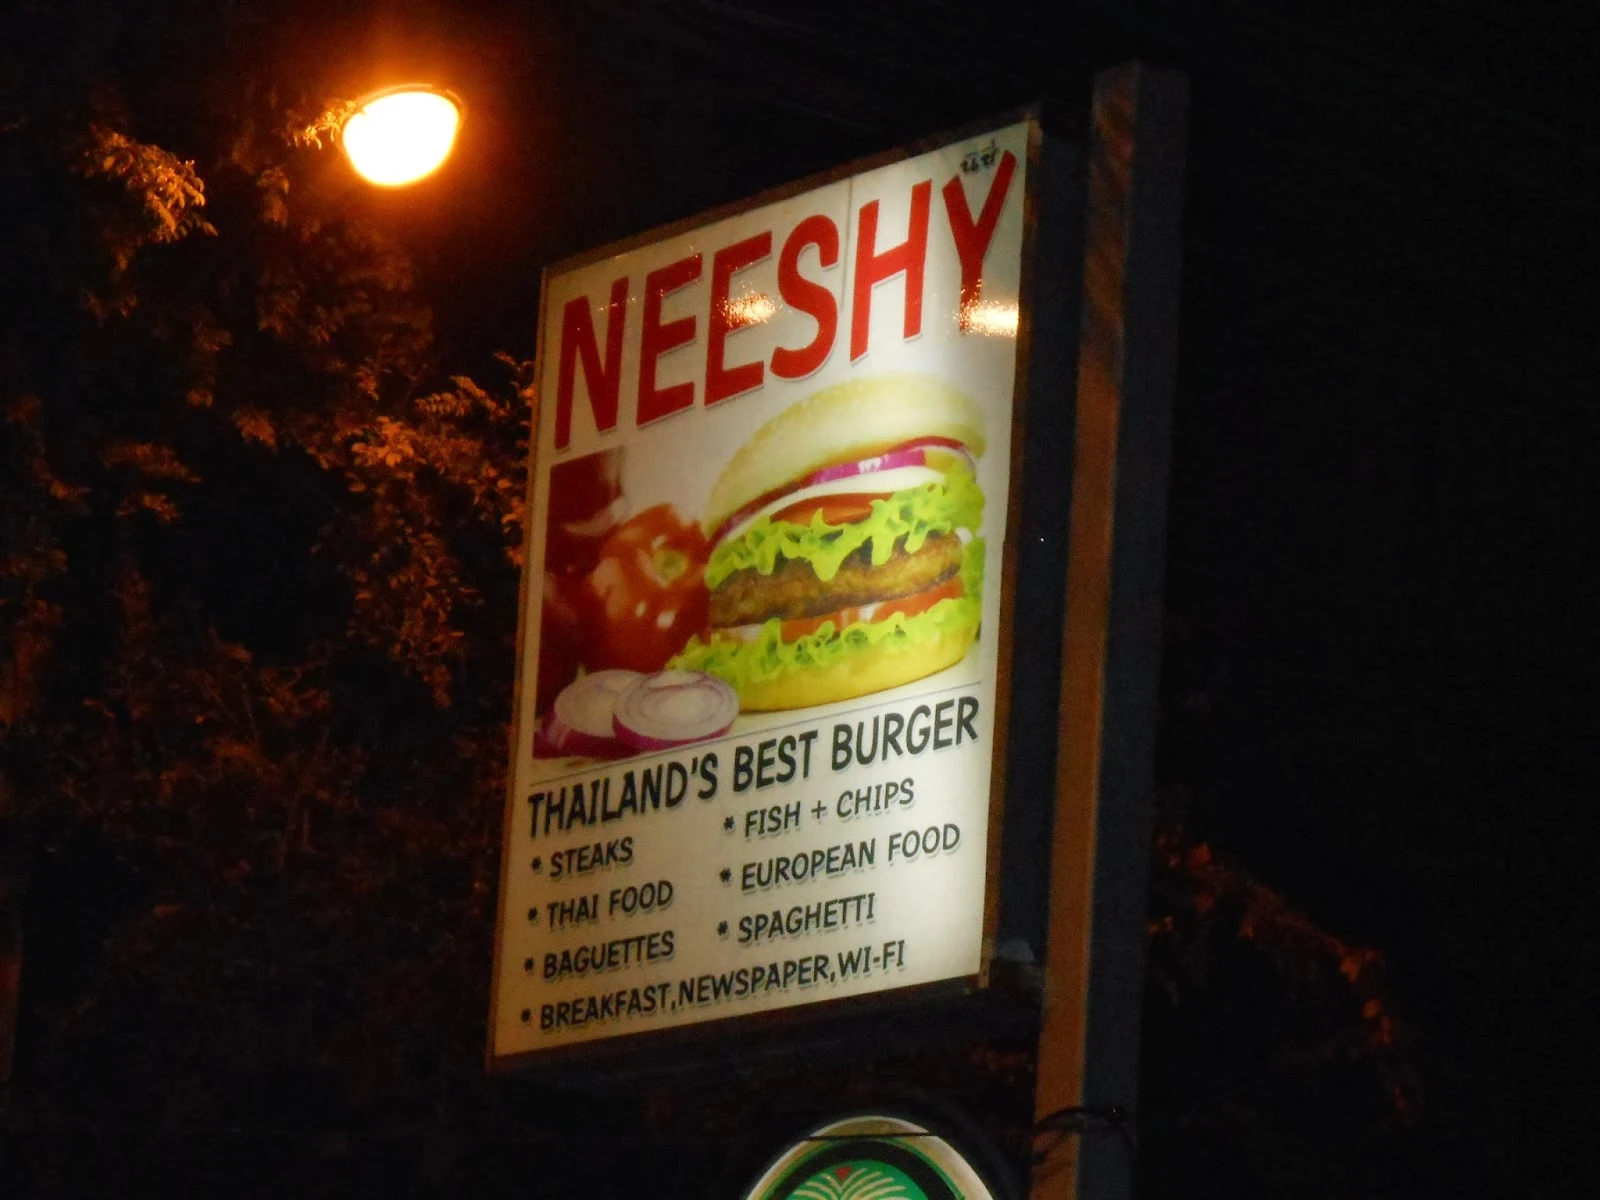 NEESHY
THAILAND'S BEST BURGER
* STEAKS
* FISH + CHIPS
* THAI FOOD
* EUROPEAN FOOD
* BAGUETTES
* SPAGHETTI
* BREAKFAST,NEWSPAPER,WI-FI